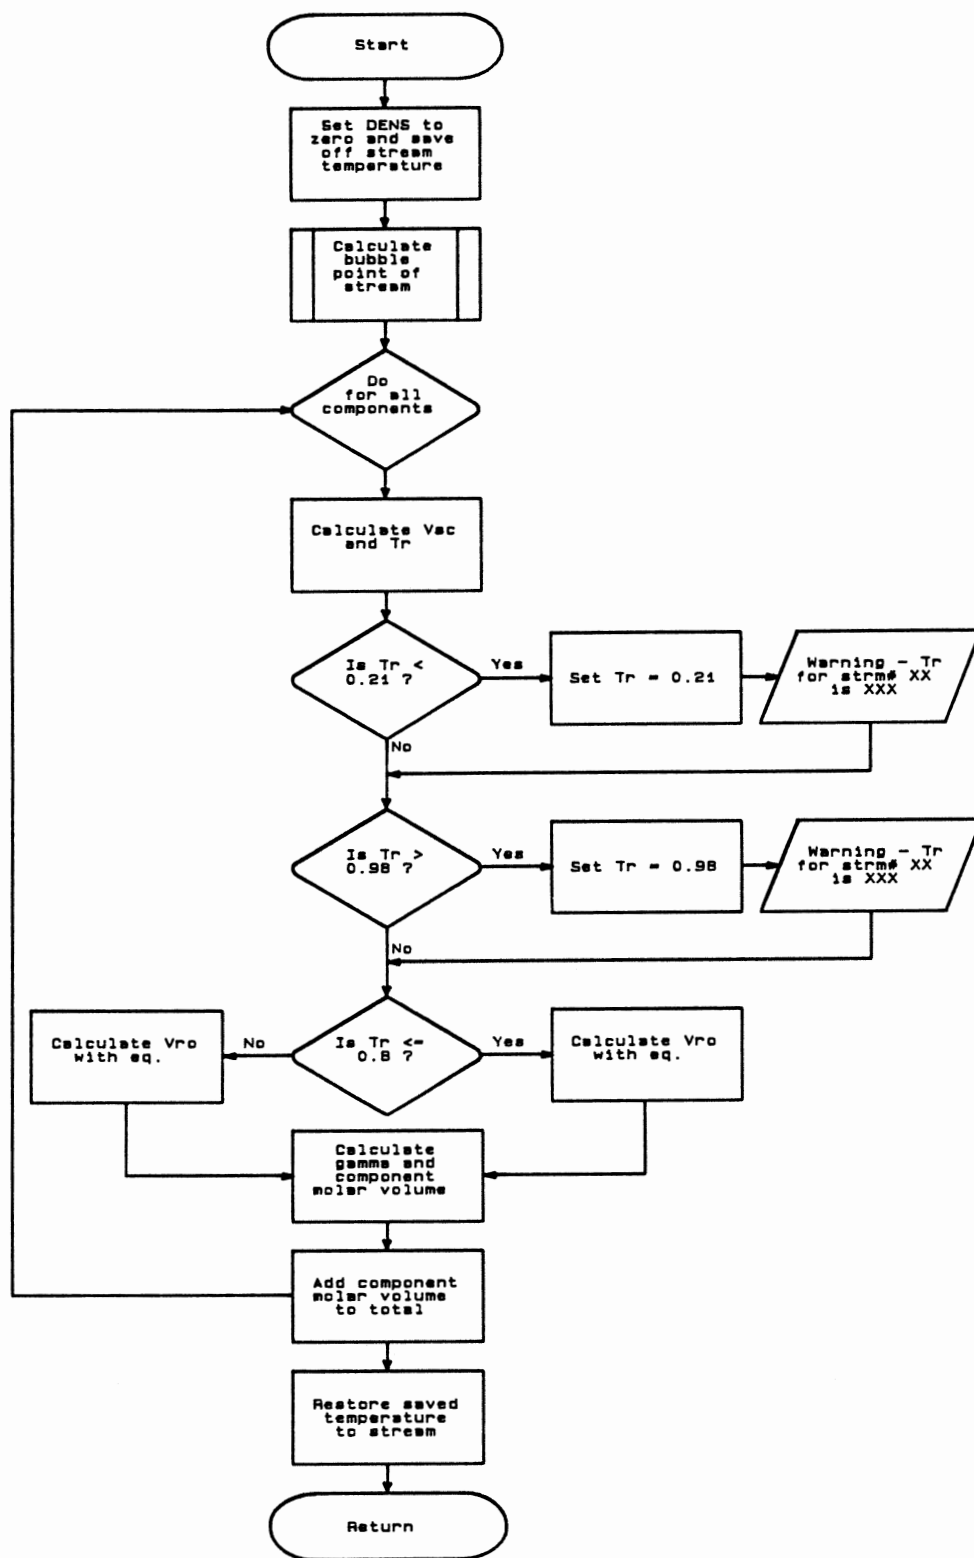 Start
Set DENS to
zero and save
off stream
temperature
Calculate
bubble
point of
stream
Do
for all
components
Calculate Vac
and Tr
Is Tr <
0.21 ?
Yes
Set Tr = 0.21
Warning - Tr
for strm# XX
is XXX
No
Is Tr >
0.98 ?
Yes
Set Tr = 0.98
Warning - Tr
for strm# XX
is XXX
No
Calculate Vro
with eq.
No
Is Tr <=
0.8 ?
Yes
Calculate Vro
with eq.
Calculate
gamma and
component
molar volume
Add component
molar volume
to total
Restore saved
temperature
to stream
Return